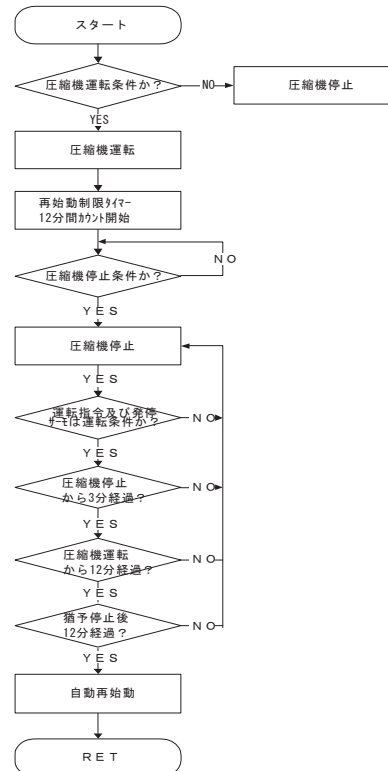 スタート
圧縮機運転条件か？
NO
圧縮機停止
YES
圧縮機運転
再始動制限ﾀｲﾏｰ
12分間ｶｳﾝﾄ開始
NO
圧縮機停止条件か？
YES
圧縮機停止
YES
運転指令及び発停
ｻｰﾓは運転条件か？
NO
YES
圧縮機停止
から3分経過？
NO
YES
圧縮機運転
から12分経過？
NO
YES
猶予停止後
12分経過？
NO
YES
自動再始動
RET